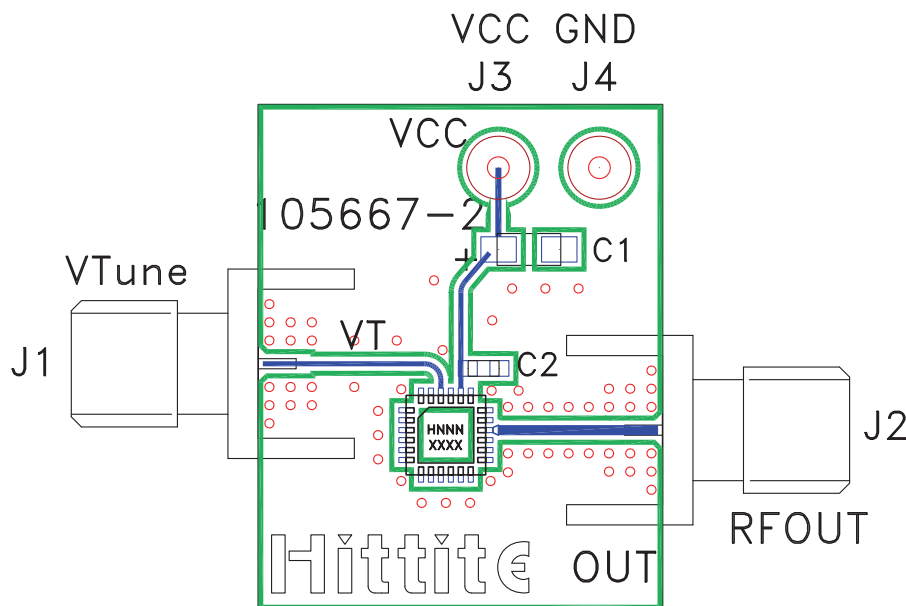 VCC GND
J3 J4
VCC
105667-2
+
C1
VTune
VT
J1
C2
HNNN
XXXX
J2
RFOUT
OUT
Hittite